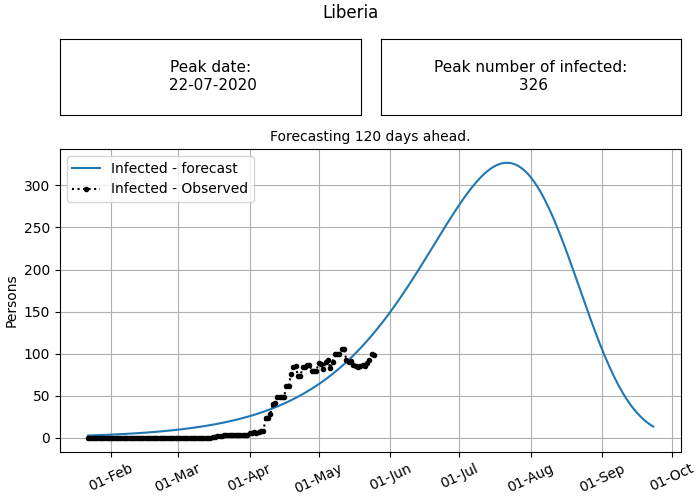 Liberia
Peak date:
22-07-2020
Peak number of infected:
326
Forecasting 120 days ahead.
Infected - forecast
Infected - Observed
Persons
300
250
200
150
100
50
0
01-Feb
01-Mar
01-Apr
01-May
01-Jun
01-Jul
01-Aug
01-Sep
01-Oct